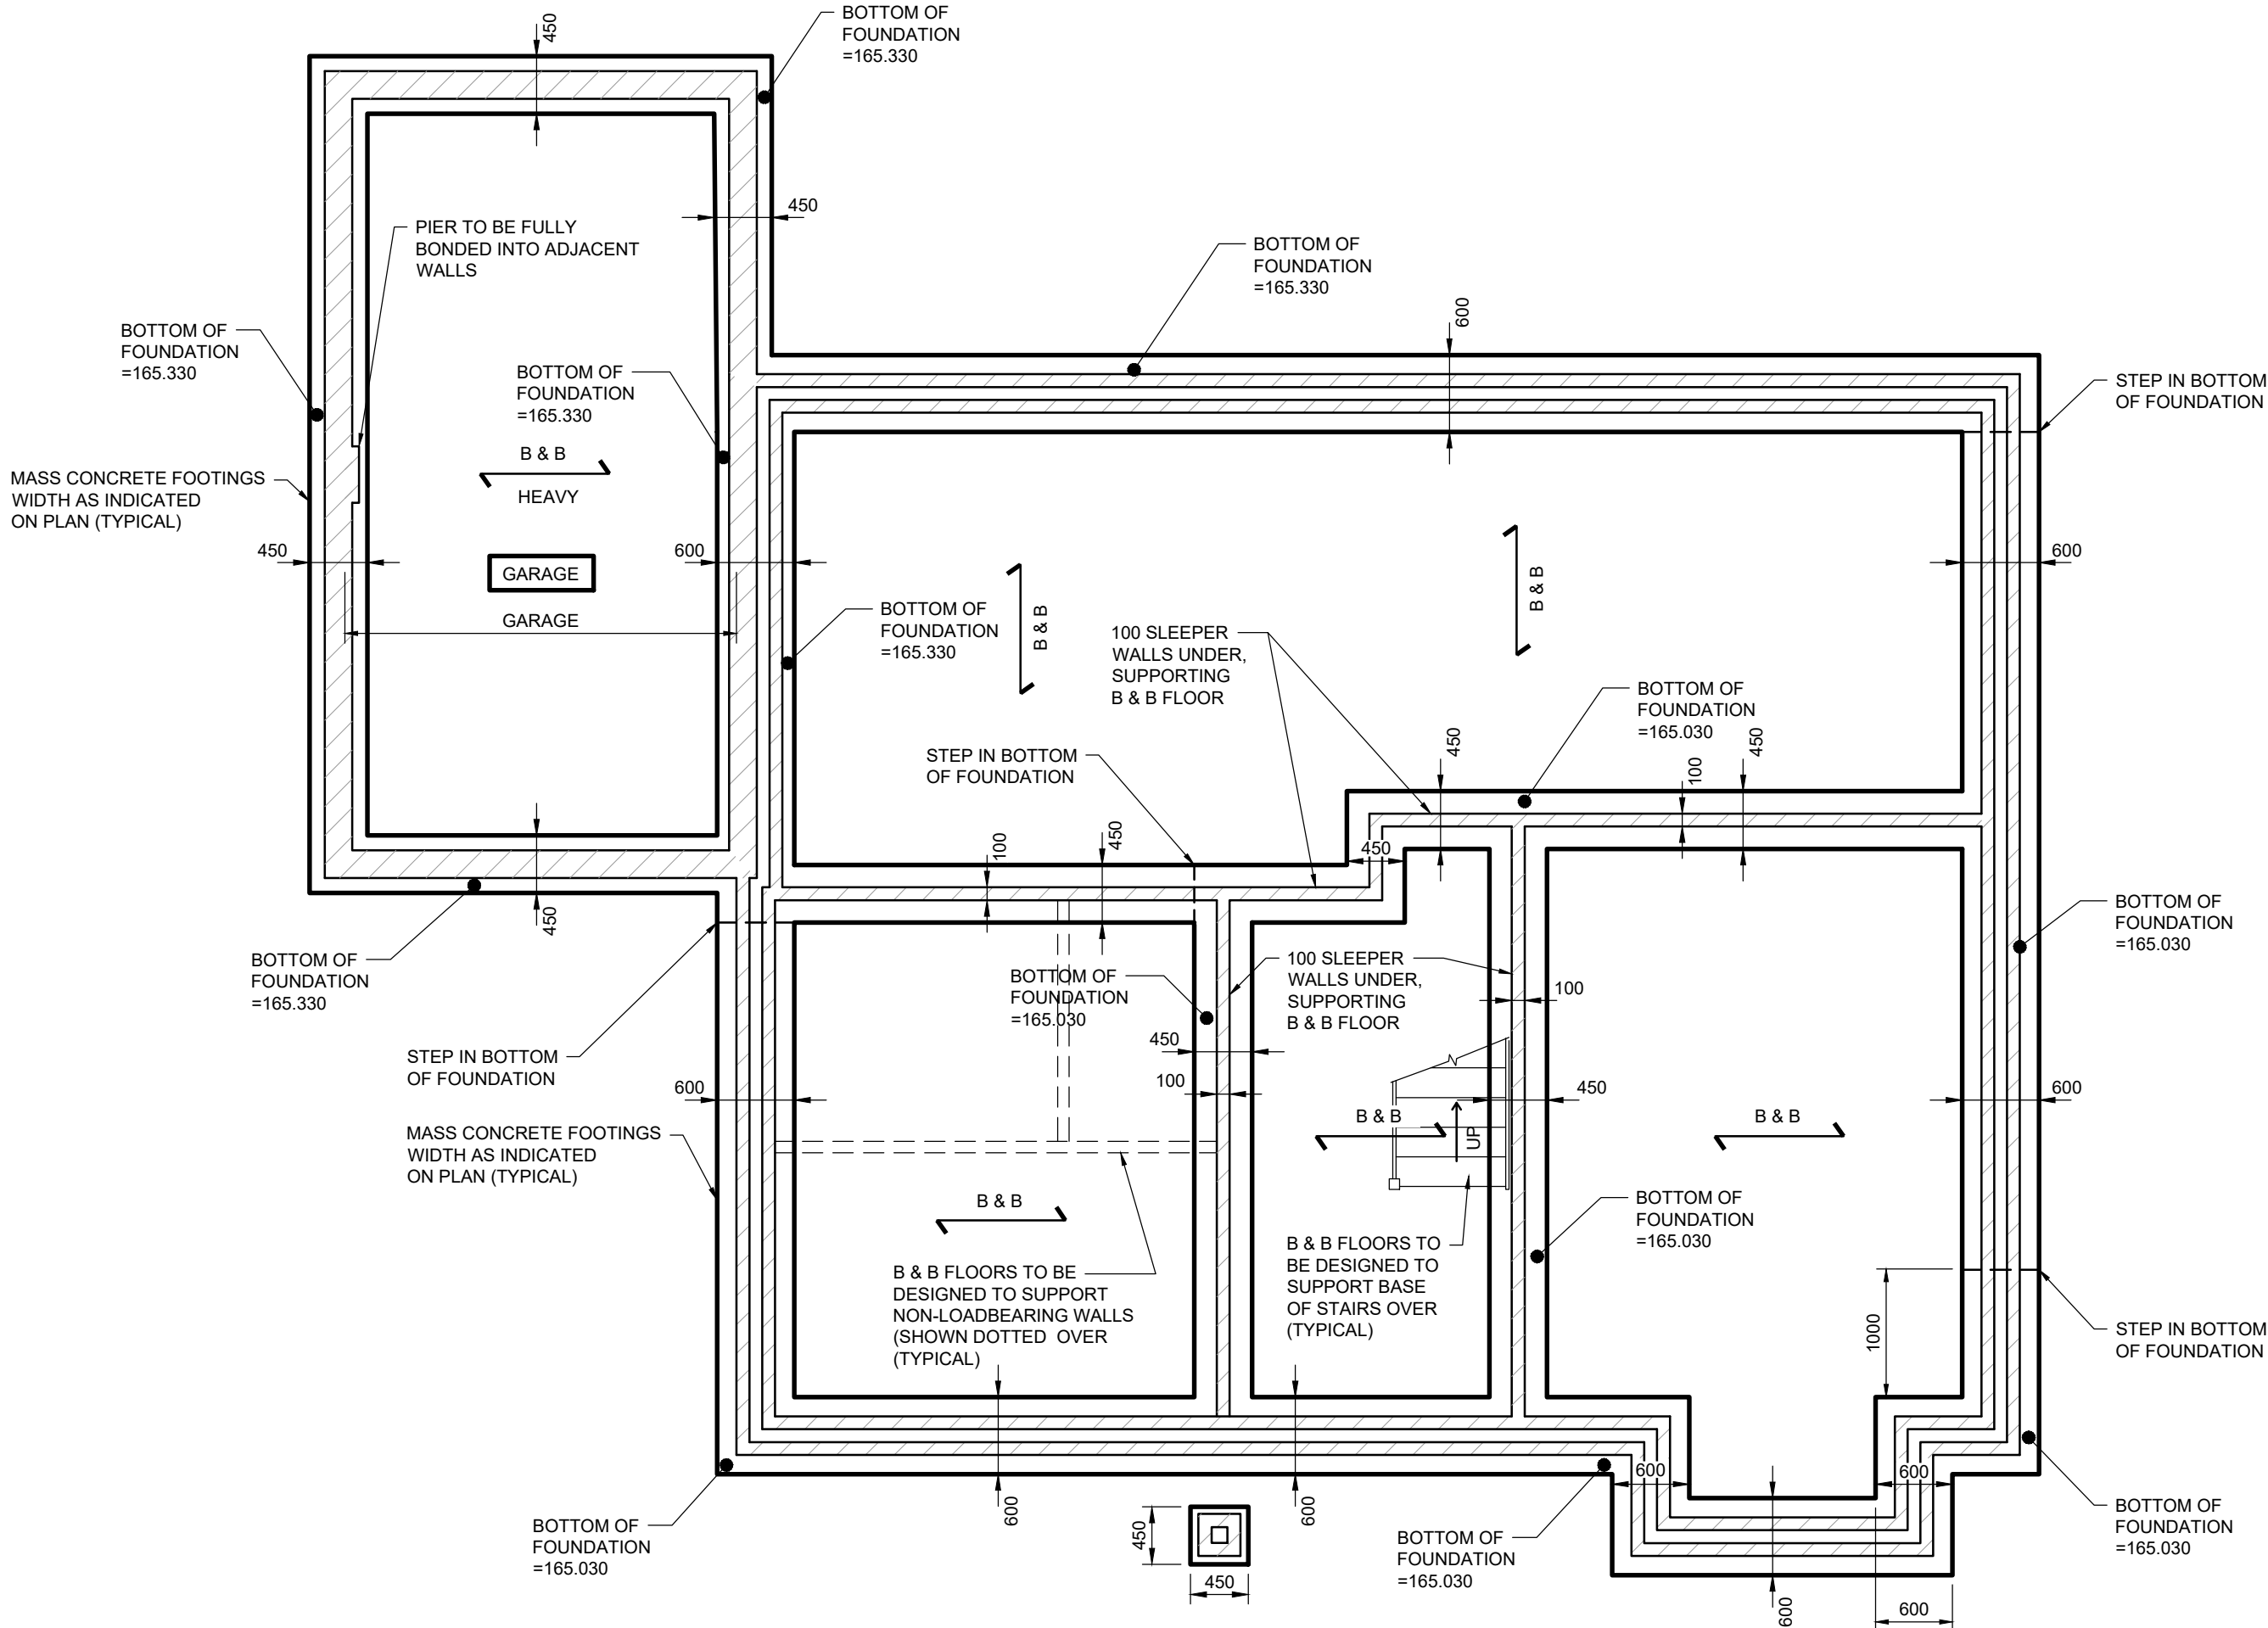 450
BOTTOM OF
FOUNDATION
=165.330
450
PIER TO BE FULLY
BONDED INTO ADJACENT
WALLS
BOTTOM OF
FOUNDATION
=165.330
600
BOTTOM OF
FOUNDATION
=165.330
BOTTOM OF
FOUNDATION
=165.330
STEP IN BOTTOM
OF FOUNDATION
B & B
HEAVY
MASS CONCRETE FOOTINGS
WIDTH AS INDICATED
ON PLAN (TYPICAL)
450
600
600
GARAGE
GARAGE
B & B
B & B
BOTTOM OF
FOUNDATION
=165.330
100 SLEEPER
WALLS UNDER,
SUPPORTING
B & B FLOOR
BOTTOM OF
FOUNDATION
=165.030
STEP IN BOTTOM
OF FOUNDATION
450
450
100
100
450
450
450
BOTTOM OF
FOUNDATION
=165.030
BOTTOM OF
FOUNDATION
=165.330
BOTTOM OF
FOUNDATION
=165.030
100 SLEEPER
WALLS UNDER,
SUPPORTING
B & B FLOOR
100
STEP IN BOTTOM
OF FOUNDATION
450
100
600
450
600
B & B
UP
B & B
MASS CONCRETE FOOTINGS
WIDTH AS INDICATED
ON PLAN (TYPICAL)
B & B
BOTTOM OF
FOUNDATION
=165.030
B & B FLOORS TO BE
DESIGNED TO SUPPORT
NON-LOADBEARING WALLS
(SHOWN DOTTED OVER
(TYPICAL)
B & B FLOORS TO
BE DESIGNED TO
SUPPORT BASE
OF STAIRS OVER
(TYPICAL)
1000
STEP IN BOTTOM
OF FOUNDATION
600
600
600
600
BOTTOM OF
FOUNDATION
=165.030
450
450
BOTTOM OF
FOUNDATION
=165.030
BOTTOM OF
FOUNDATION
=165.030
600
600